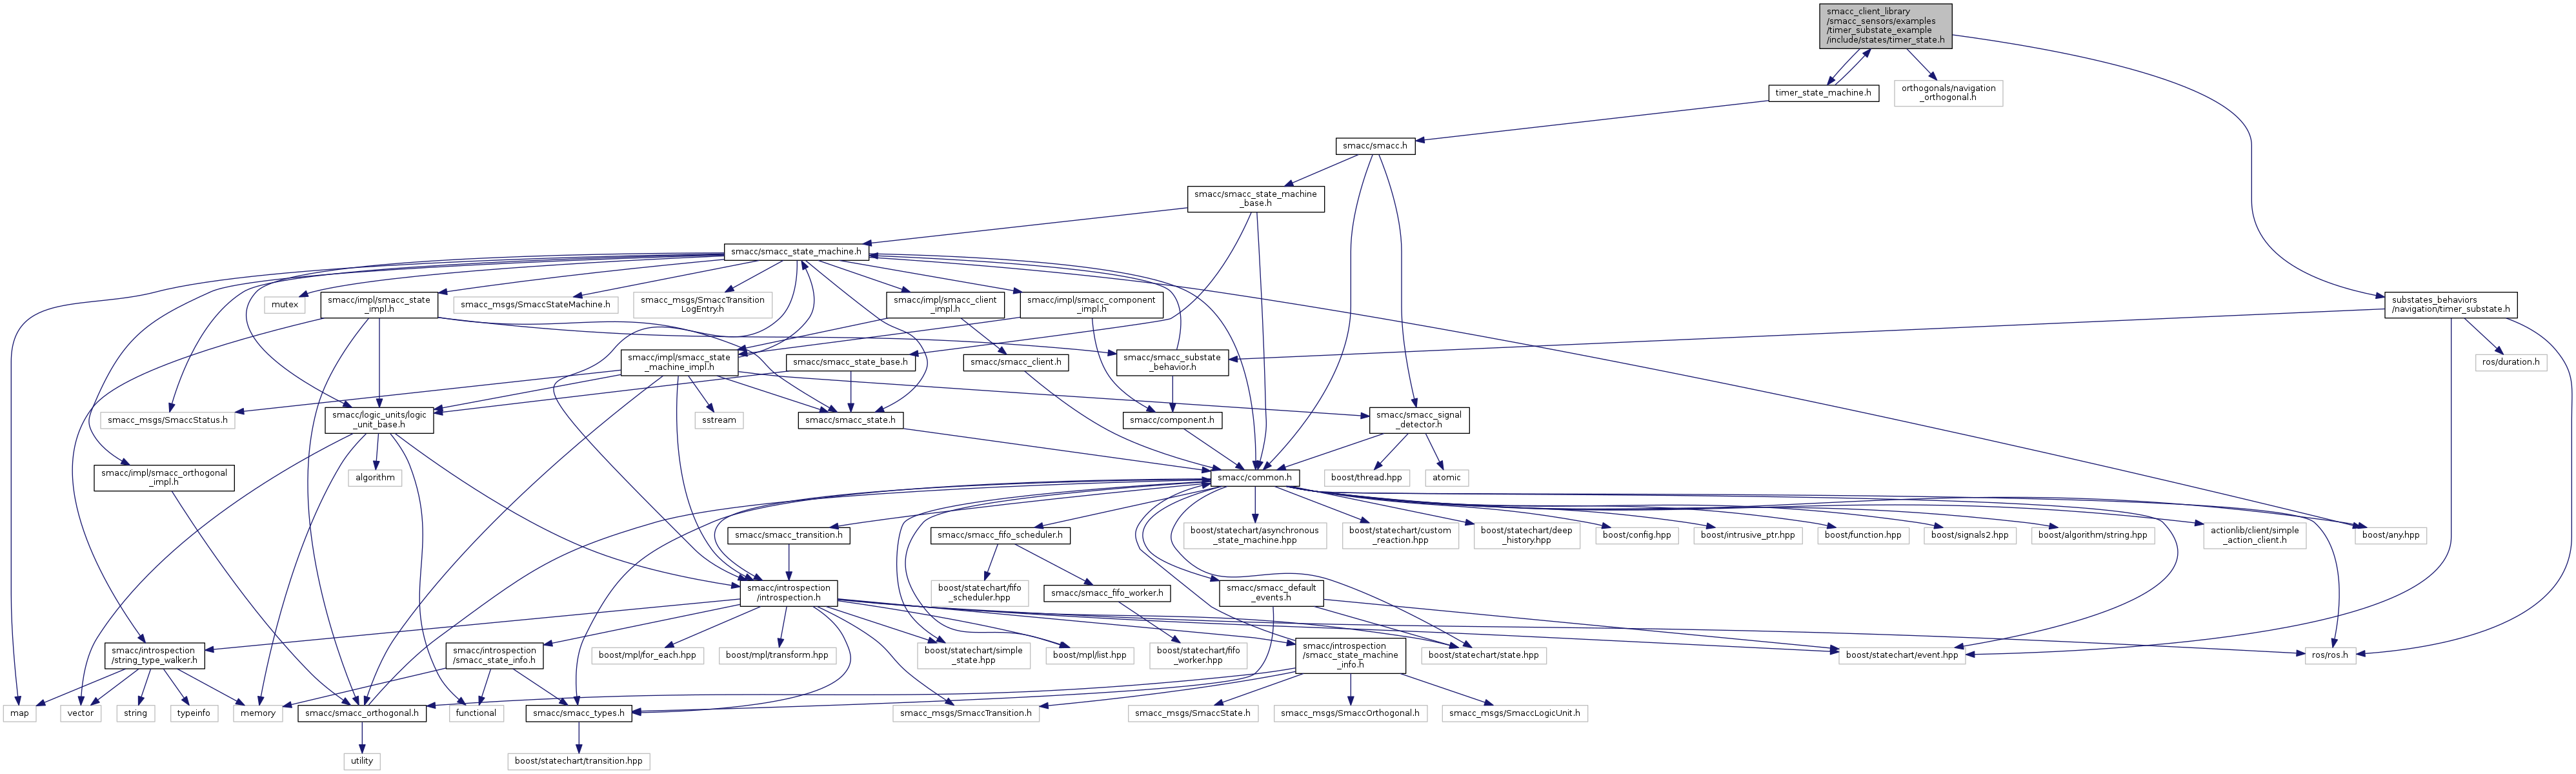 smacc_client_library
/smacc_sensors/examples
/timer_substate_example
/include/states/timer_state.h
timer_state_machine.h
orthogonals/navigation
_orthogonal.h
smacc/smacc.h
smacc/smacc_state_machine
_base.h
smacc/smacc_state_machine.h
mutex
smacc/impl/smacc_state
_impl.h
smacc_msgs/SmaccStateMachine.h
smacc_msgs/SmaccTransition
LogEntry.h
smacc/impl/smacc_client
_impl.h
smacc/impl/smacc_component
_impl.h
substates_behaviors
/navigation/timer_substate.h
smacc/impl/smacc_state
_machine_impl.h
smacc/smacc_state_base.h
smacc/smacc_client.h
smacc/smacc_substate
_behavior.h
ros/duration.h
smacc_msgs/SmaccStatus.h
smacc/logic_units/logic
_unit_base.h
sstream
smacc/smacc_state.h
smacc/component.h
smacc/smacc_signal
_detector.h
smacc/impl/smacc_orthogonal
_impl.h
algorithm
smacc/common.h
boost/thread.hpp
atomic
smacc/smacc_transition.h
smacc/smacc_fifo_scheduler.h
boost/statechart/asynchronous
_state_machine.hpp
boost/statechart/custom
_reaction.hpp
boost/statechart/deep
_history.hpp
boost/config.hpp
boost/intrusive_ptr.hpp
boost/function.hpp
boost/signals2.hpp
boost/algorithm/string.hpp
actionlib/client/simple
_action_client.h
boost/any.hpp
smacc/introspection
/introspection.h
boost/statechart/fifo
_scheduler.hpp
smacc/smacc_fifo_worker.h
smacc/smacc_default
_events.h
smacc/introspection
/string_type_walker.h
smacc/introspection
/smacc_state_info.h
boost/mpl/for_each.hpp
boost/mpl/transform.hpp
boost/statechart/simple
_state.hpp
boost/mpl/list.hpp
boost/statechart/fifo
_worker.hpp
smacc/introspection
/smacc_state_machine
_info.h
boost/statechart/state.hpp
boost/statechart/event.hpp
ros/ros.h
map
vector
string
typeinfo
memory
smacc/smacc_orthogonal.h
functional
smacc/smacc_types.h
smacc_msgs/SmaccTransition.h
smacc_msgs/SmaccState.h
smacc_msgs/SmaccOrthogonal.h
smacc_msgs/SmaccLogicUnit.h
utility
boost/statechart/transition.hpp